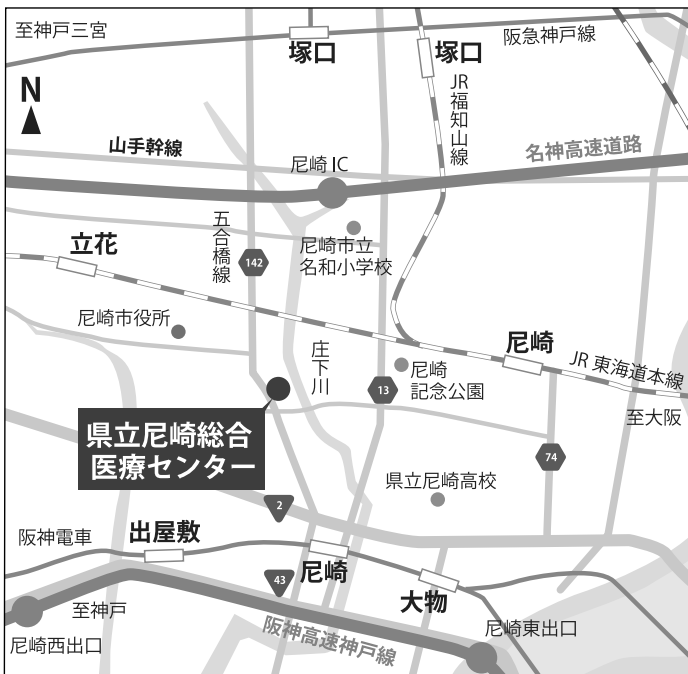 至神戸三宮
塚口
塚口
阪急神戸線
N
JR福知山線
山手幹線
尼崎IC
名神高速道路
五合橋線
尼崎市立
名和小学校
立花
142
尼崎市役所
庄下川
尼崎
JR東海道本線
尼崎
記念公園
13
至大阪
県立尼崎総合
医療センター
74
県立尼崎高校
2
阪神電車
出屋敷
尼崎
43
大物
至神戸
阪神高速神戸線
尼崎東出口
尼崎西出口